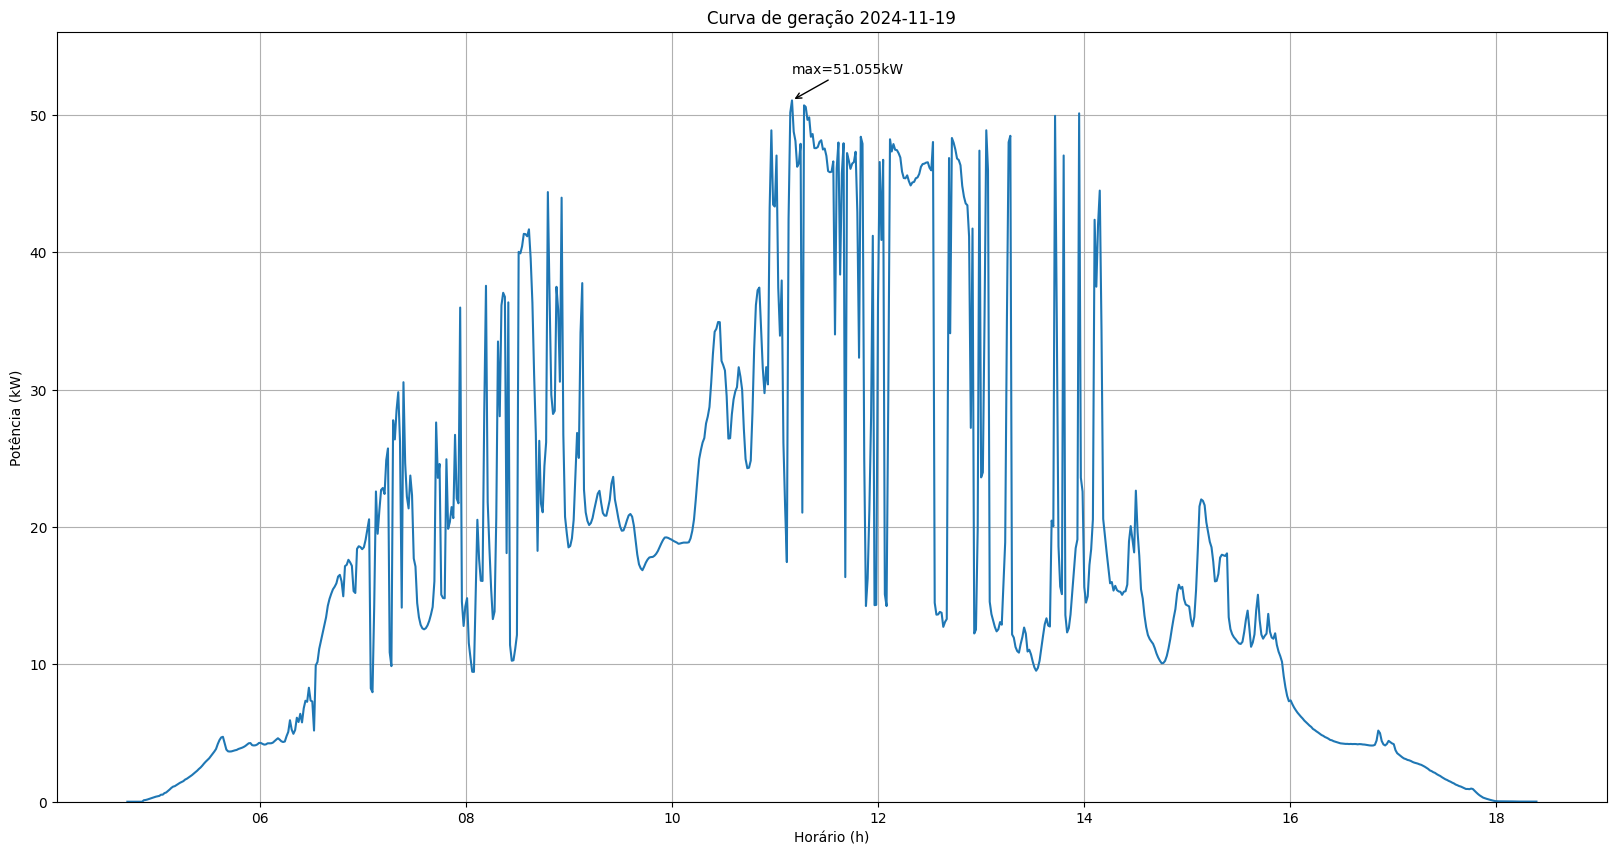 Curva de geração 2024-11-19
max=51.055kW
50
40
30
20
10
0
Potência (kW)
06 08 10 12 14 16 18
Horário (h)